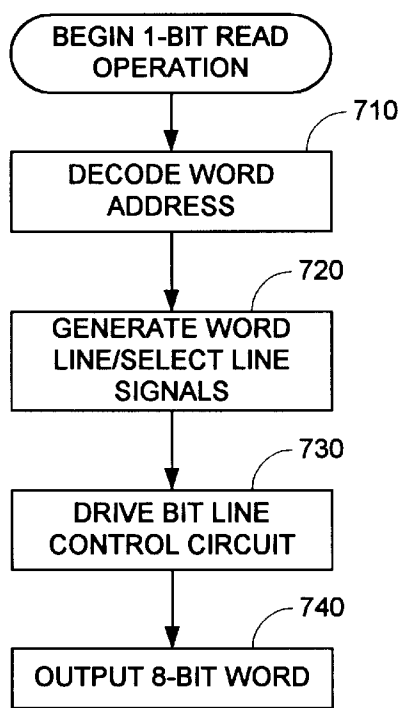 BEGIN 1-BIT READ
OPERATION
710
DECODE WORD
ADDRESS
720
GENERATE WORD
LINE/SELECT LINE
SIGNALS
730
DRIVE BIT LINE
CONTROL CIRCUIT
740
OUTPUT 8-BIT WORD